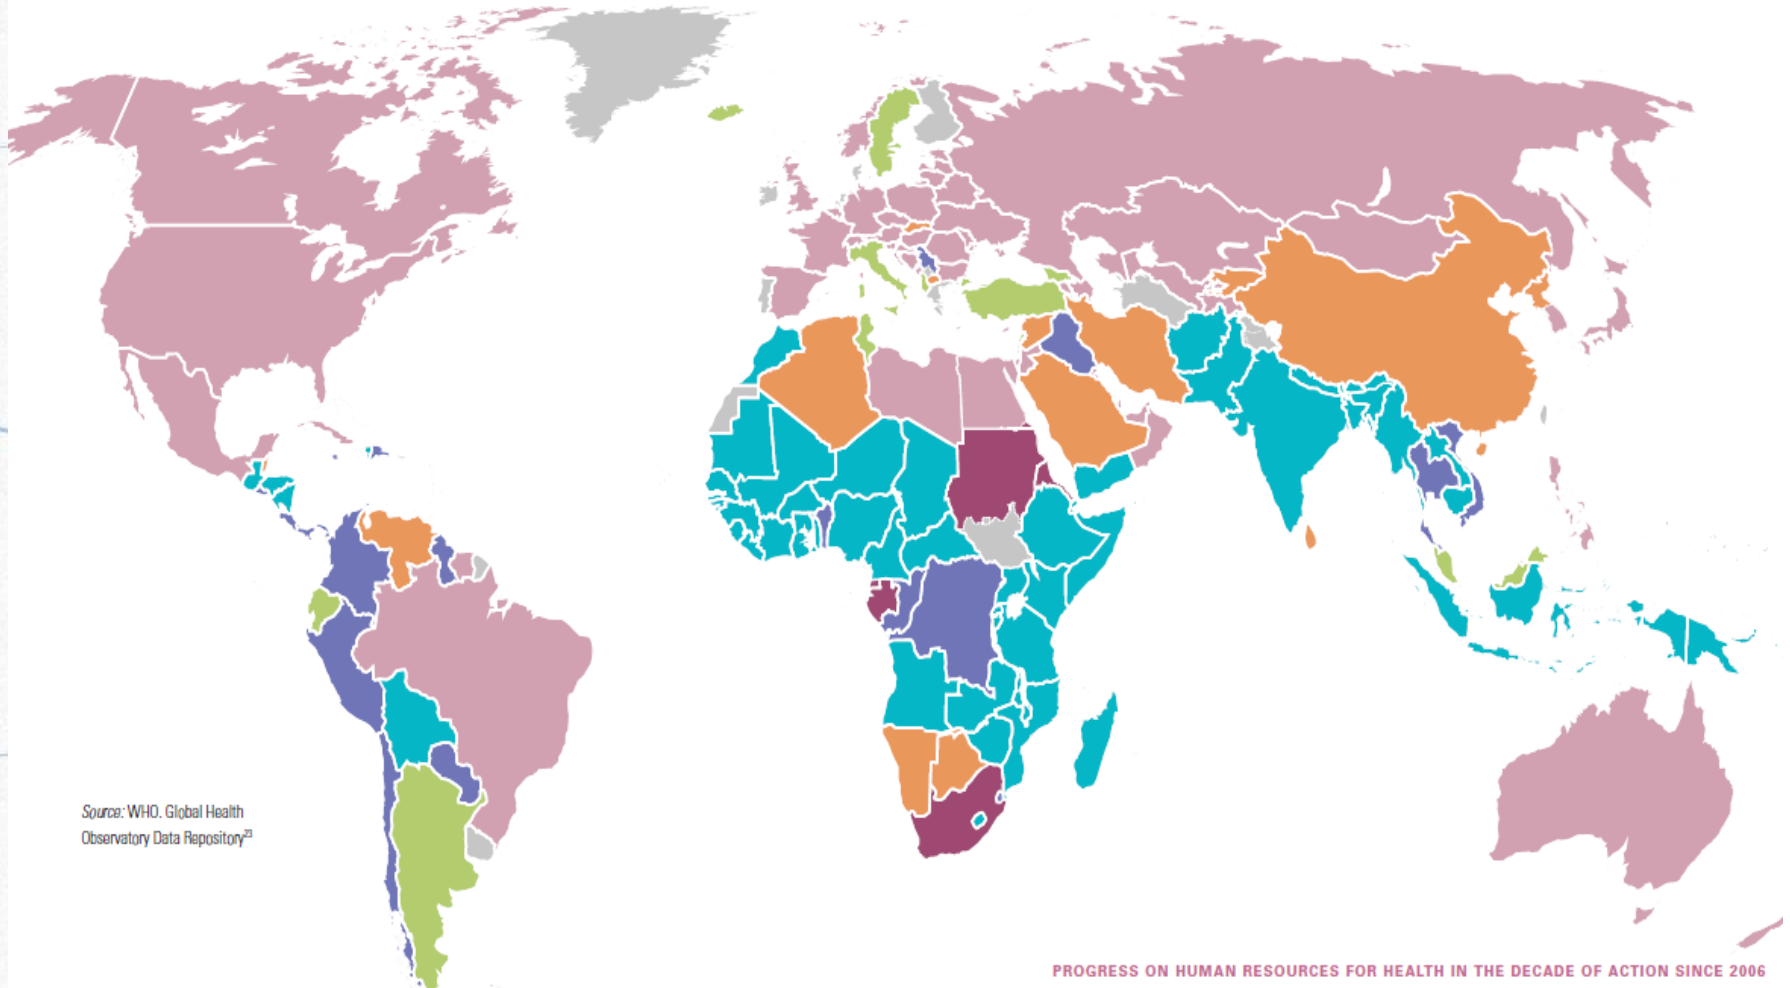 Source: WHO. Global Health
Observatory Data Repository23
PROGRESS ON HUMAN RESOURCES FOR HEALTH IN THE DECADE OF ACTION SINCE 2006